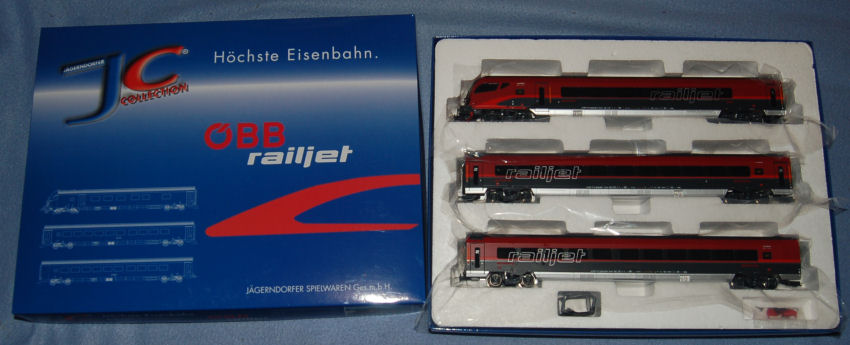 JÄGERNDORFER
JC®
COLLECTION
Höchste Eisenbahn.
ÖBB
railjet
JÄGERNDORFER SPIELWAREN Ges.m.b.H.
railjet
railjet
railjet